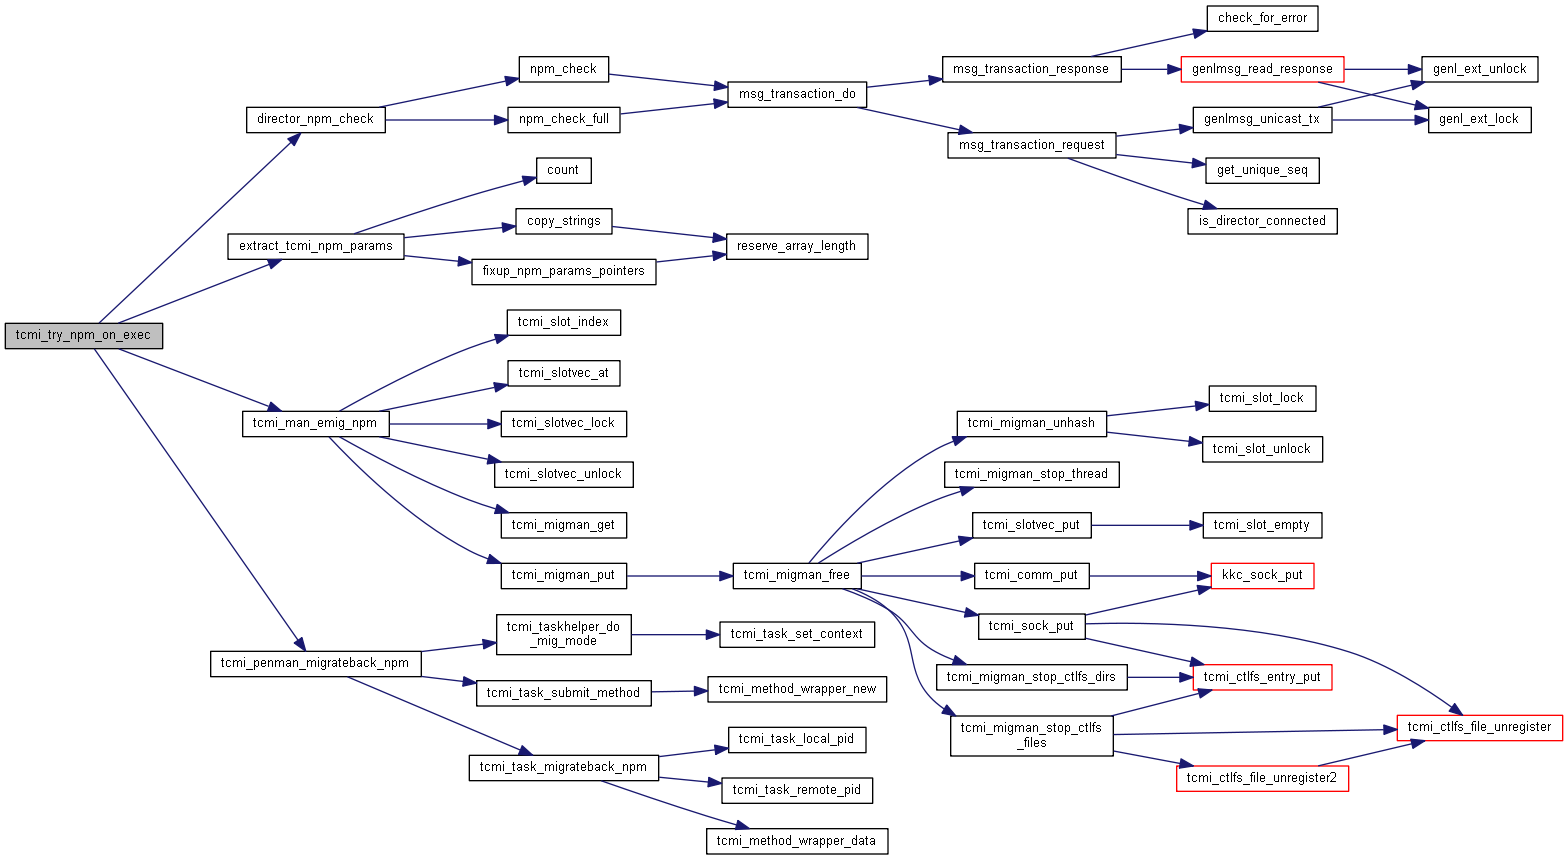 tcmi_try_npm_on_exec
director_npm_check
npm_check
npm_check_full
msg_transaction_do
msg_transaction_response
check_for_error
genlmsg_read_response
genl_ext_unlock
msg_transaction_request
genlmsg_unicast_tx
genl_ext_lock
get_unique_seq
is_director_connected
extract_tcmi_npm_params
count
copy_strings
fixup_npm_params_pointers
reserve_array_length
tcmi_man_emig_npm
tcmi_slot_index
tcmi_slotvec_at
tcmi_slotvec_lock
tcmi_slotvec_unlock
tcmi_migman_get
tcmi_migman_put
tcmi_migman_free
tcmi_migman_unhash
tcmi_slot_lock
tcmi_slot_unlock
tcmi_migman_stop_thread
tcmi_slotvec_put
tcmi_slot_empty
tcmi_comm_put
kkc_sock_put
tcmi_sock_put
tcmi_migman_stop_ctlfs_dirs
tcmi_ctlfs_entry_put
tcmi_migman_stop_ctlfs
_files
tcmi_ctlfs_file_unregister
tcmi_ctlfs_file_unregister2
tcmi_penman_migrateback_npm
tcmi_taskhelper_do
_mig_mode
tcmi_task_set_context
tcmi_task_submit_method
tcmi_method_wrapper_new
tcmi_task_migrateback_npm
tcmi_task_local_pid
tcmi_task_remote_pid
tcmi_method_wrapper_data